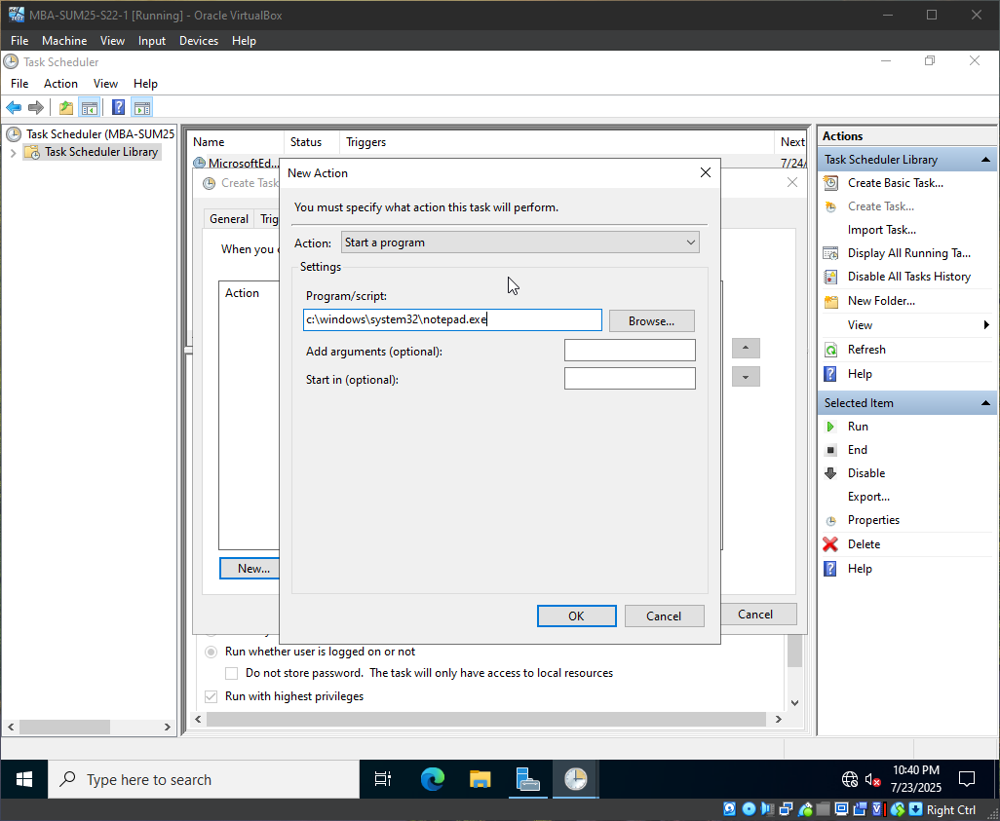 MBA-SUM25-S22-1 [Running] - Oracle VirtualBox
File Machine View Input Devices Help
Task Scheduler
File Action View Help
Task Scheduler (MBA-SUM25
Task Scheduler Library
Name Status Triggers Next
MicrosoftEd... 7/24/
Create Task
General Trig
When you
Action
New...
Cancel
New Action
You must specify what action this task will perform.
Action: Start a program
Settings
Program/script:
c:\windows\system32\notepad.exe
Browse...
Add arguments (optional):
Start in (optional):
OK Cancel
Run whether user is logged on or not
Do not store password. The task will only have access to local resources
Run with highest privileges
Actions
Task Scheduler Library
Create Basic Task...
Create Task...
Import Task...
Display All Running Ta...
Disable All Tasks History
New Folder...
View
Refresh
Help
Selected Item
Run
End
Disable
Export...
Properties
Delete
Help
Type here to search
10:40 PM
7/23/2025
Right Ctrl